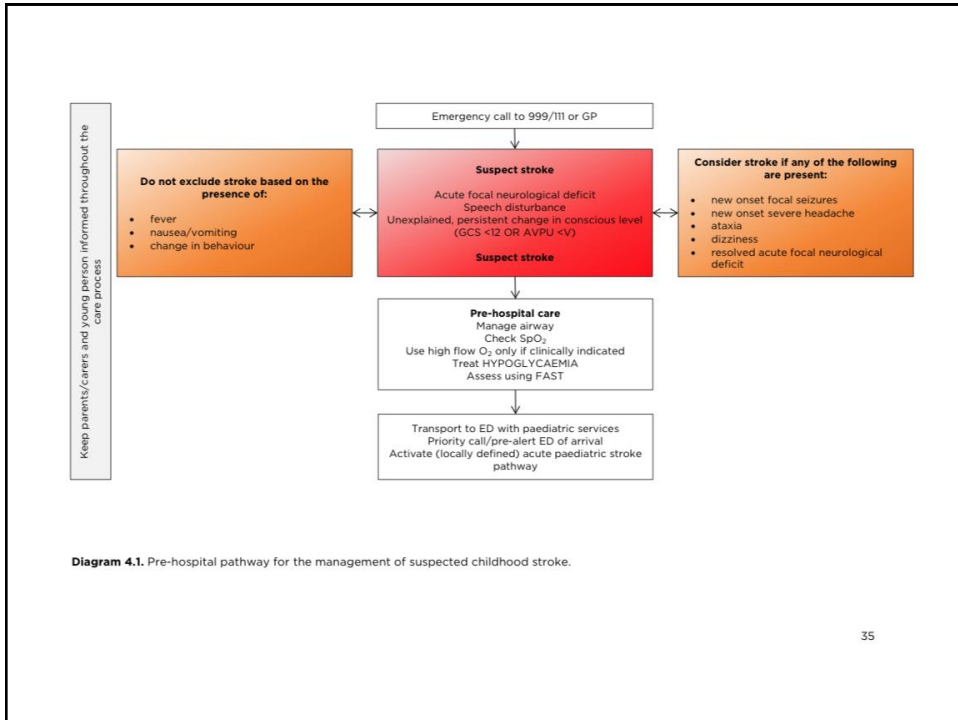 Keep parents/carers and young person informed throughout the
care process
Emergency call to 999/111 or GP
Do not exclude stroke based on the
presence of:
• fever
• nausea/vomiting
• change in behaviour
Suspect stroke
Acute focal neurological deficit
Speech disturbance
Unexplained, persistent change in conscious level
(GCS <12 OR AVPU <V)
Suspect stroke
Consider stroke if any of the following
are present:
• new onset focal seizures
• new onset severe headache
• ataxia
• dizziness
• resolved acute focal neurological
deficit
Pre-hospital care
Manage airway
Check SpO₂
Use high flow O₂ only if clinically indicated
Treat HYPOGLYCAEMIA
Assess using FAST
Transport to ED with paediatric services
Priority call/pre-alert ED of arrival
Activate (locally defined) acute paediatric stroke
pathway
Diagram 4.1. Pre-hospital pathway for the management of suspected childhood stroke.
35